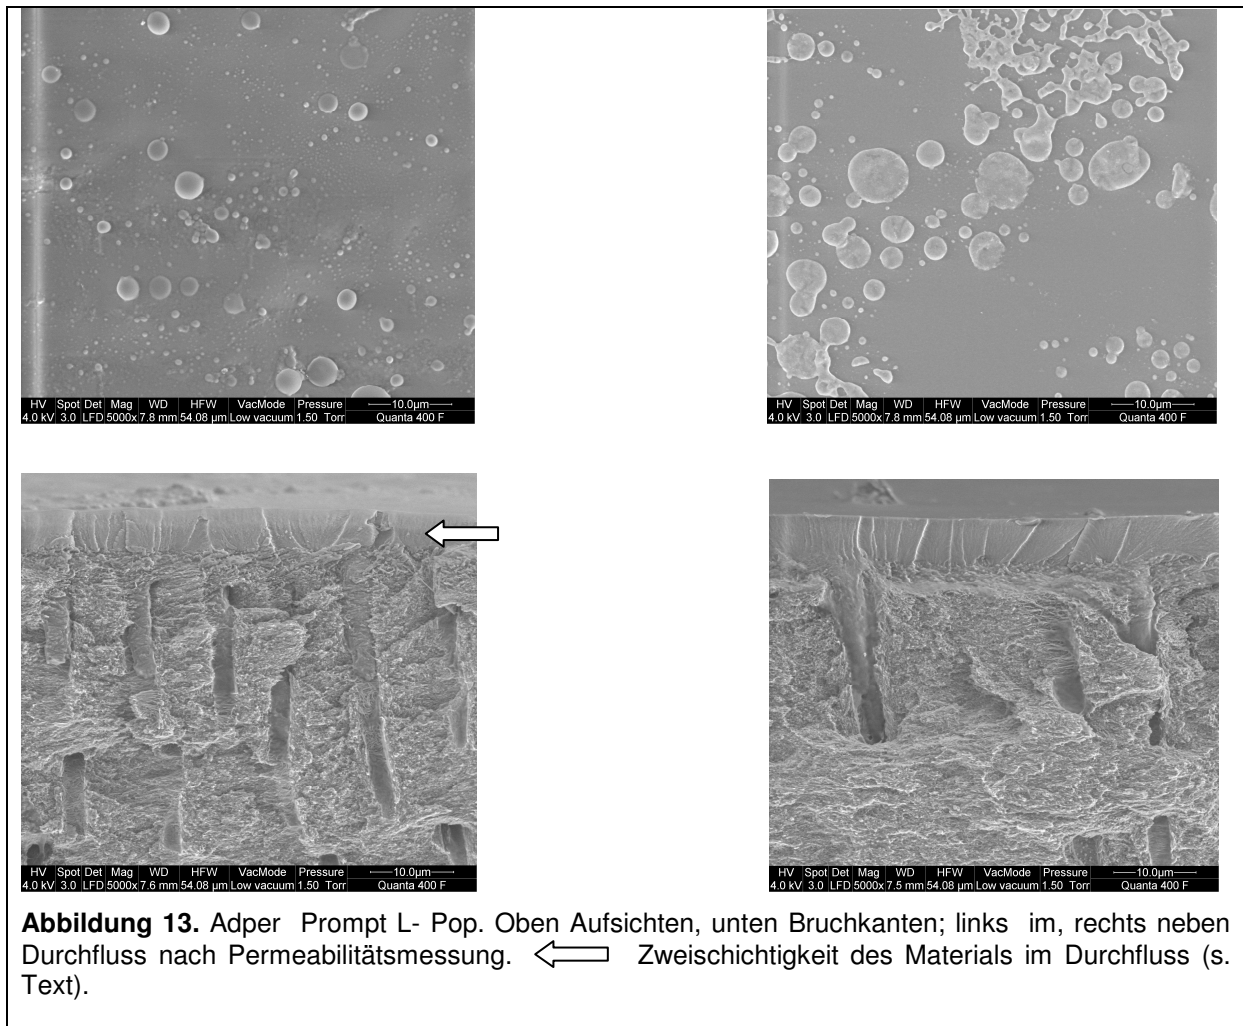 HV Spot Det Mag WD HFW VacMode Pressure 10.0µm
4.0 kV 3.0 LFD 5000x 7.8 mm 54.08 µm Low vacuum 1.50 Torr Quanta 400 F
HV Spot Det Mag WD HFW VacMode Pressure 10.0µm
4.0 kV 3.0 LFD 5000x 7.8 mm 54.08 µm Low vacuum 1.50 Torr Quanta 400 F
HV Spot Det Mag WD HFW VacMode Pressure 10.0µm
4.0 kV 3.0 LFD 5000x 7.6 mm 54.08 µm Low vacuum 1.50 Torr Quanta 400 F
HV Spot Det Mag WD HFW VacMode Pressure 10.0µm
4.0 kV 3.0 LFD 5000x 7.5 mm 54.08 µm Low vacuum 1.50 Torr Quanta 400 F
Abbildung 13. Adper Prompt L- Pop. Oben Aufsichten, unten Bruchkanten; links im, rechts neben
Durchfluss nach Permeabilitätsmessung. Zweischichtigkeit des Materials im Durchfluss (s.
Text).